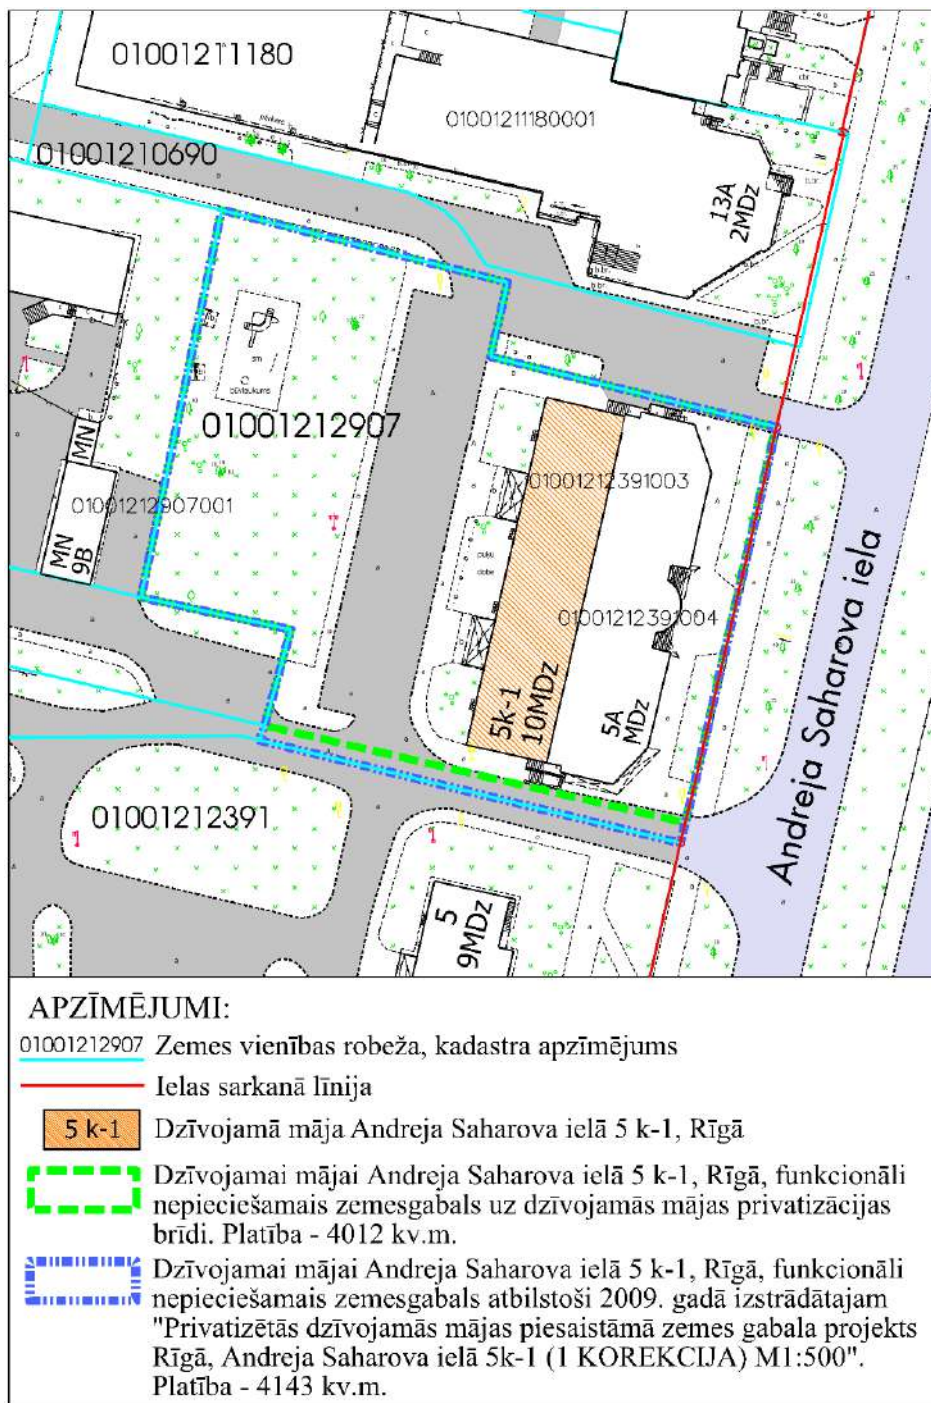 01001211180
01001211180001
01001210690
13A
2MDz
01001212907
01001212391003
MN
01001212907001
MN
9B
puķu
dobe
01001212391004
5k-1
10MDz
5A
MDz
Andreja Saharova iela
01001212391
5
9MDz
APZĪMĒJUMI:
01001212907 Zemes vienības robeža, kadastra apzīmējums
Ielas sarkanā līnija
5 k-1 Dzīvojamā māja Andreja Saharova ielā 5 k-1, Rīgā
Dzīvojamai mājai Andreja Saharova ielā 5 k-1, Rīgā, funkcionāli
nepieciešamais zemesgabals uz dzīvojamās mājas privatizācijas
brīdi. Platība - 4012 kv.m.
Dzīvojamai mājai Andreja Saharova ielā 5 k-1, Rīgā, funkcionāli
nepieciešamais zemesgabals atbilstoši 2009. gadā izstrādātajam
"Privatizētās dzīvojamās mājas piesaistāmā zemes gabala projekts
Rīgā, Andreja Saharova ielā 5k-1 (1 KOREKCIJA) M1:500".
Platība - 4143 kv.m.